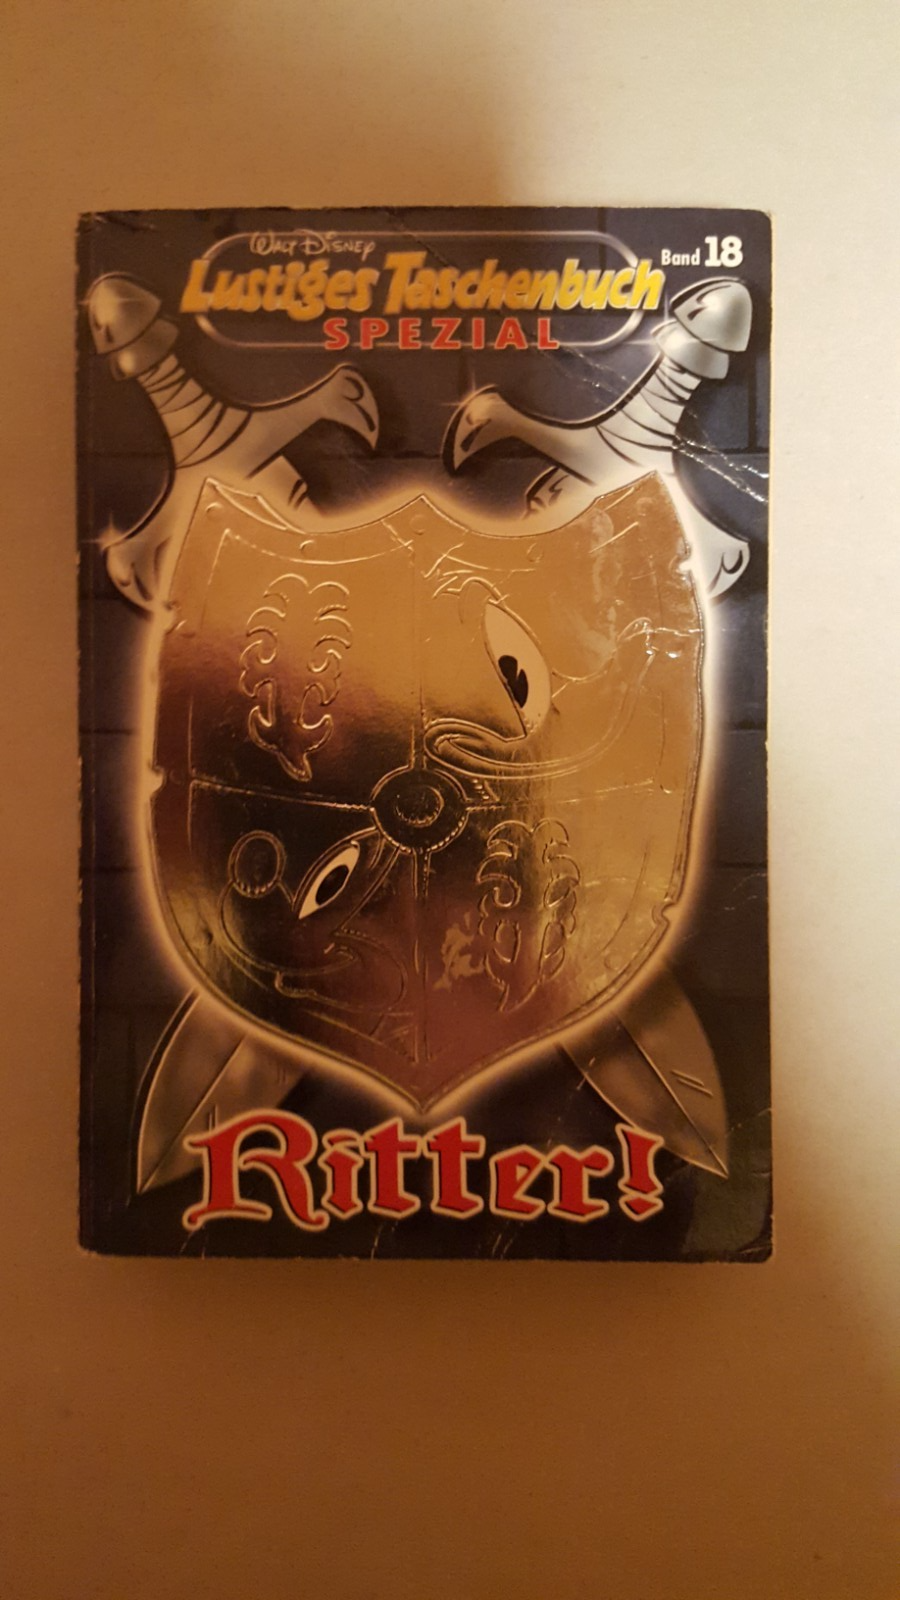 Walt Disney
Lustiges Taschenbuch
Band 18
SPEZIAL
Ritter!